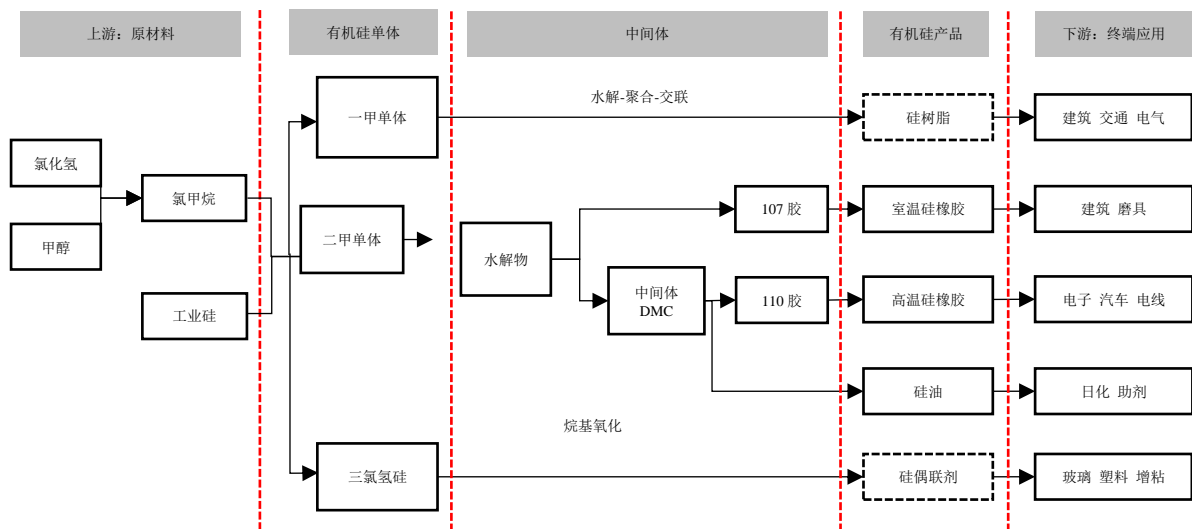 上游：原材料
有机硅单体
中间体
有机硅产品
下游：终端应用
一甲单体
水解-聚合-交联
硅树脂
建筑 交通 电气
氯化氢
氯甲烷
甲醇
工业硅
二甲单体
水解物
107 胶
室温硅橡胶
建筑 磨具
中间体
DMC
110 胶
高温硅橡胶
电子 汽车 电线
硅油
日化 助剂
烷基氧化
三氯氢硅
硅偶联剂
玻璃 塑料 增粘